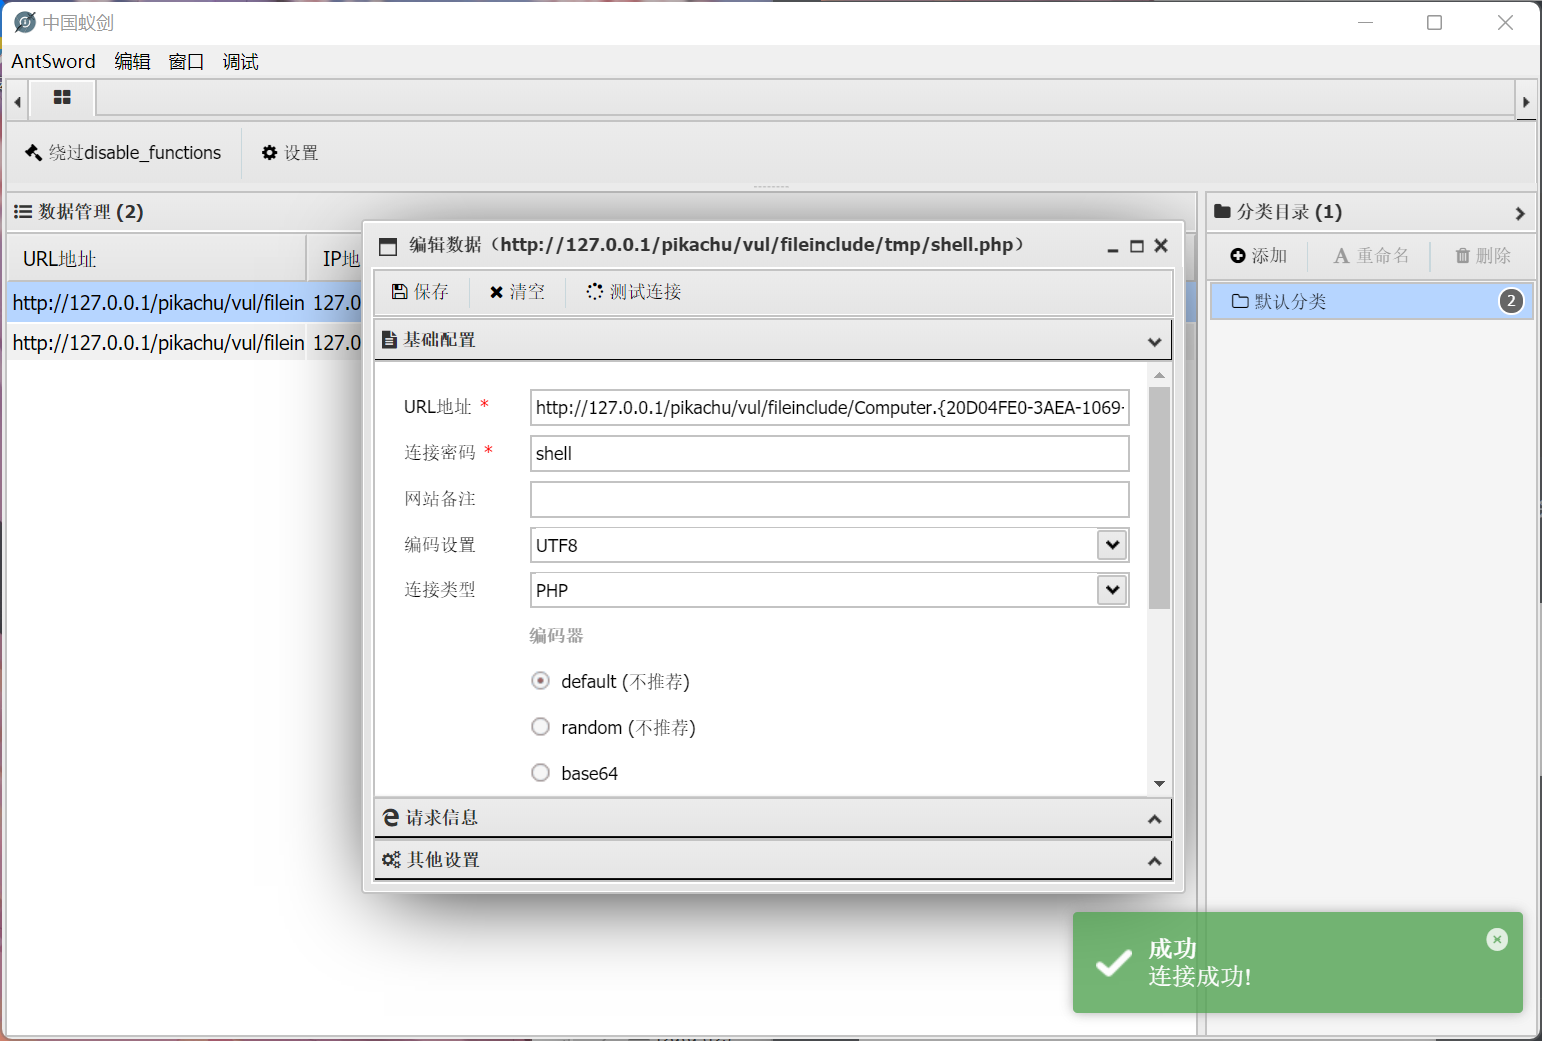 中国蚁剑
AntSword 编辑 窗口 调试
绕过disable_functions 设置
数据管理 (2)
URL地址 IP地
http://127.0.0.1/pikachu/vul/filein 127.0
http://127.0.0.1/pikachu/vul/filein 127.0
编辑数据（http://127.0.0.1/pikachu/vul/fileinclude/tmp/shell.php）
保存 清空 测试连接
基础配置
URL地址 * http://127.0.0.1/pikachu/vul/fileinclude/Computer.{20D04FE0-3AEA-1069-
连接密码 * shell
网站备注
编码设置 UTF8
连接类型 PHP
编码器
default (不推荐)
random (不推荐)
base64
请求信息
其他设置
分类目录 (1)
添加 重命名 删除
默认分类 2
成功
连接成功!